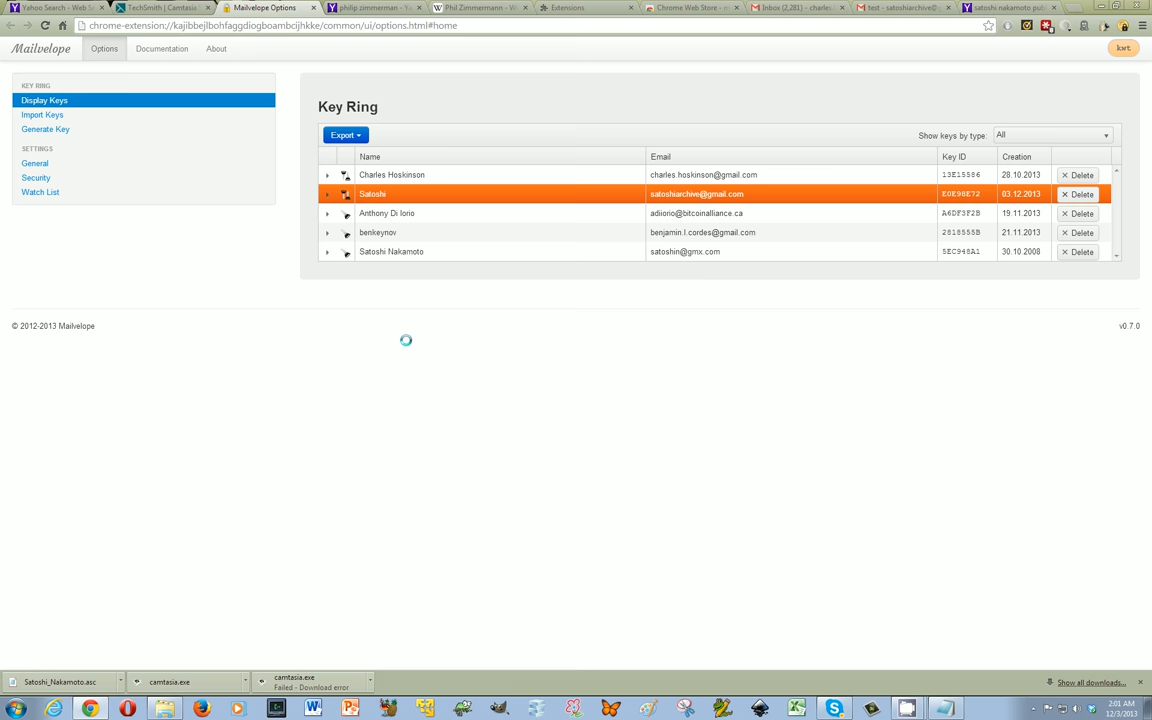 Yahoo Search - Web Se
TechSmith | Camtasia
Mailvelope Options
philip zimmerman - Y
Phil Zimmermann - W
Extensions
Chrome Web Store - m
Inbox (2,281) - charles.h
test - satoshiarchive@g
satoshi nakamoto pub
chrome-extension://kajibbejlbohfaggdiogboambcijhkke/common/ui/options.html#home
Mailvelope
Options
Documentation
About
kwt
KEY RING
Display Keys
Import Keys
Generate Key
SETTINGS
General
Security
Watch List
Key Ring
Export
Show keys by type:
All
Name Email Key ID Creation
Charles Hoskinson charles.hoskinson@gmail.com 13E15586 28.10.2013 Delete
Satoshi satoshiarchive@gmail.com E0E98E72 03.12.2013 Delete
Anthony Di Iorio adiiorio@bitcoinalliance.ca A6DF3F2B 19.11.2013 Delete
benkeynov benjamin.l.cordes@gmail.com 2818555B 21.11.2013 Delete
Satoshi Nakamoto satoshin@gmx.com 5EC948A1 30.10.2008 Delete
© 2012-2013 Mailvelope
v0.7.0
Satoshi_Nakamoto.asc
camtasia.exe
camtasia.exe
Failed - Download error
Show all downloads...
2:01 AM
12/3/2013